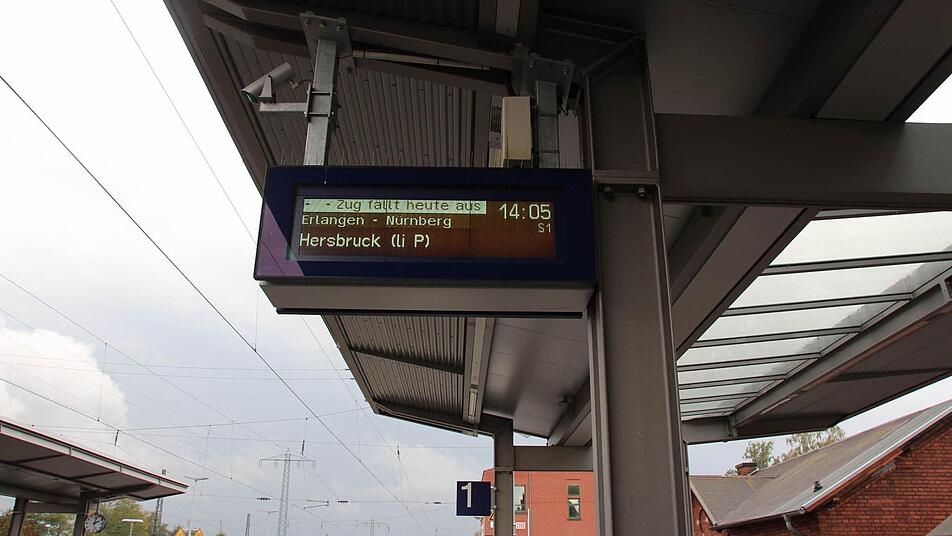 - - Zug fällt heute aus
14:05
Erlangen - Nürnberg
S1
Hersbruck (li P)
1